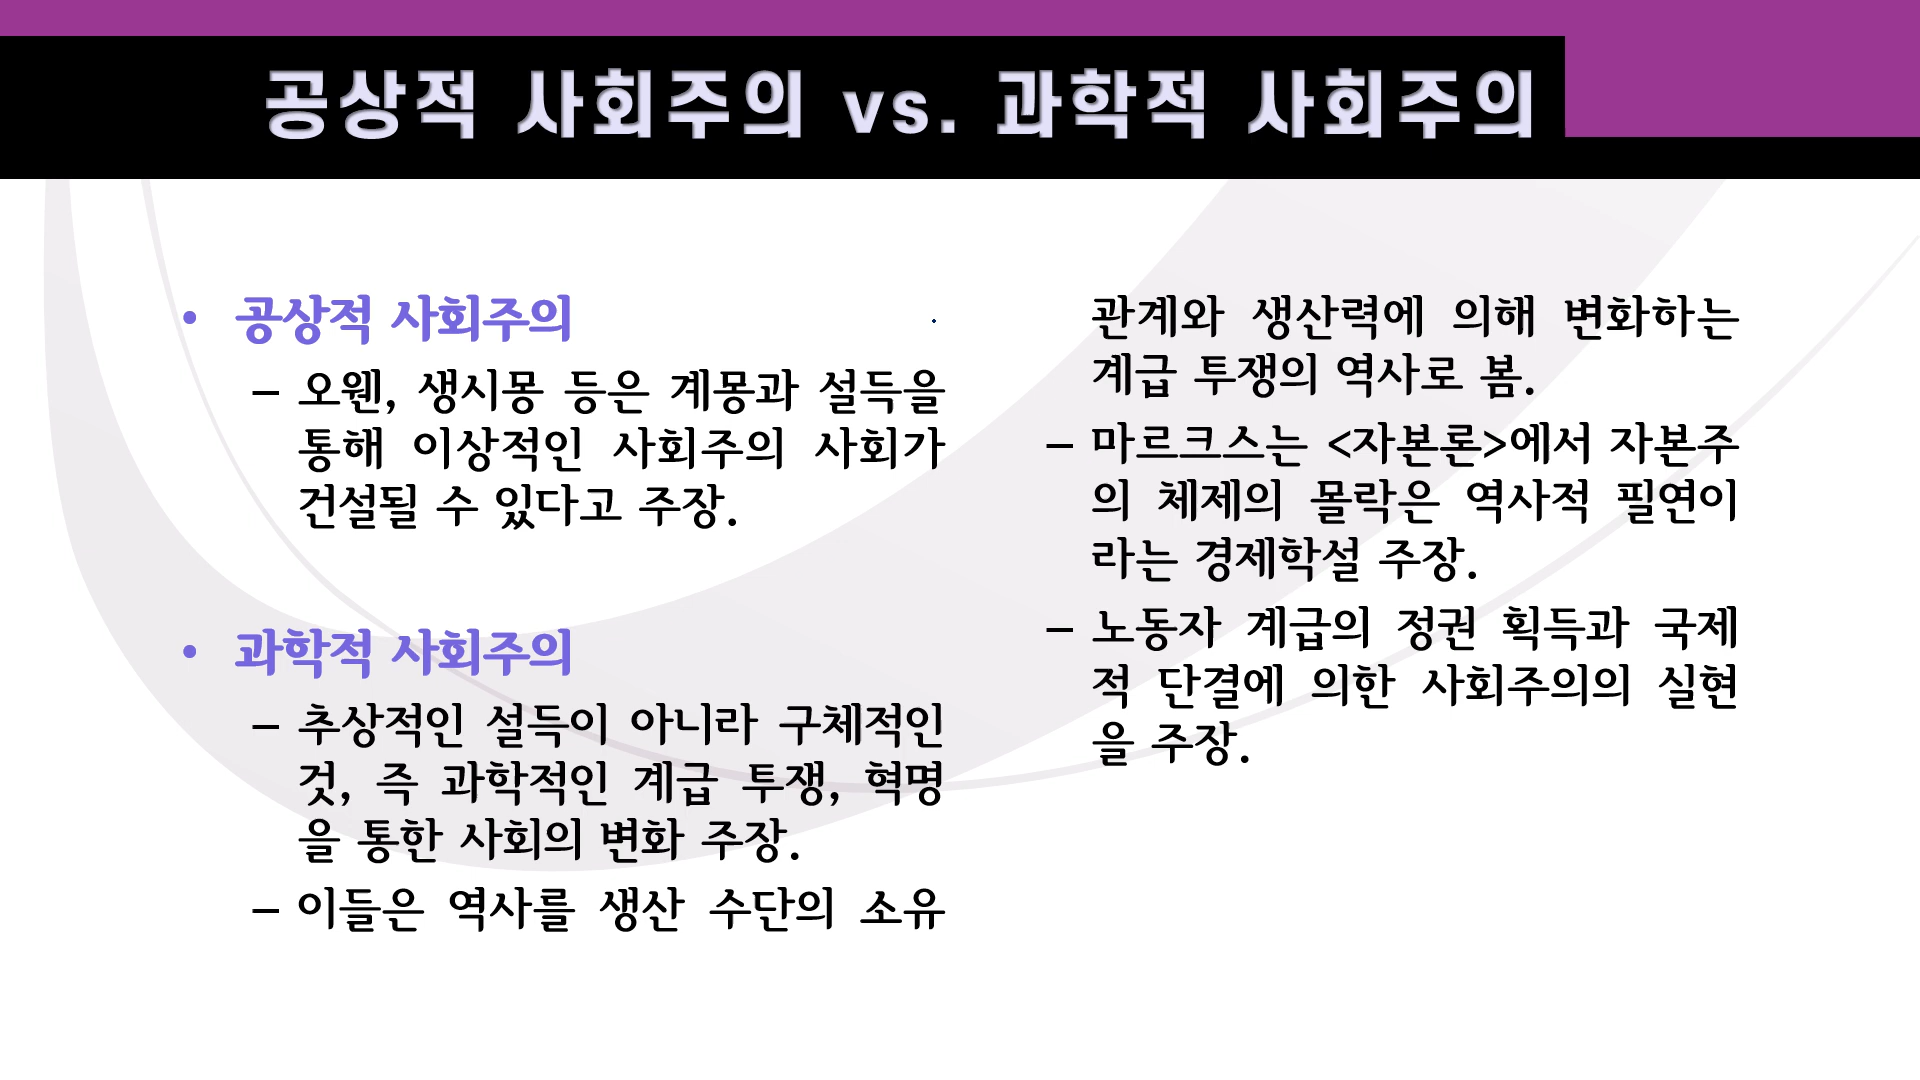 공상적 사회주의 vs. 과학적 사회주의
• 공상적 사회주의
– 오웬, 생시몽 등은 계몽과 설득을
통해 이상적인 사회주의 사회가
건설될 수 있다고 주장.
• 과학적 사회주의
– 추상적인 설득이 아니라 구체적인
것, 즉 과학적인 계급 투쟁, 혁명
을 통한 사회의 변화 주장.
– 이들은 역사를 생산 수단의 소유
관계와 생산력에 의해 변화하는
계급 투쟁의 역사로 봄.
– 마르크스는 <자본론>에서 자본주
의 체제의 몰락은 역사적 필연이
라는 경제학설 주장.
– 노동자 계급의 정권 획득과 국제
적 단결에 의한 사회주의의 실현
을 주장.